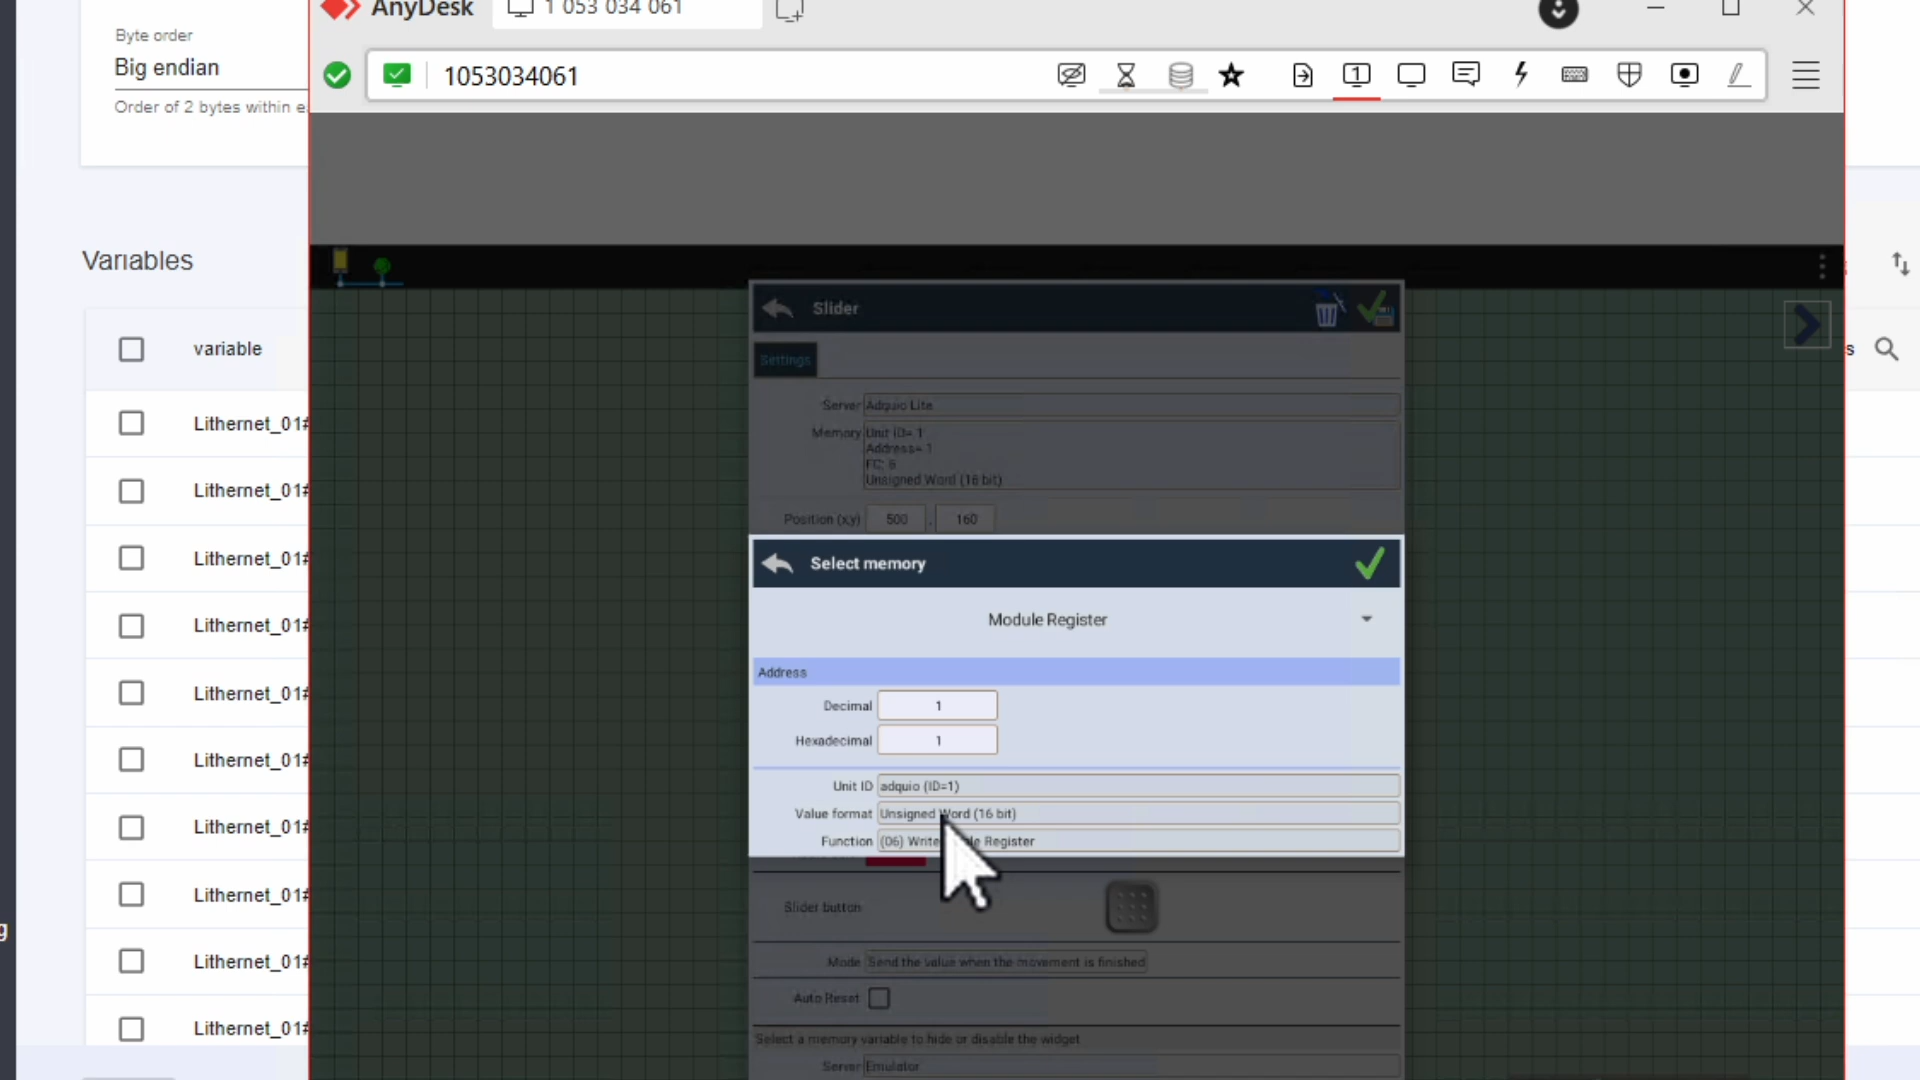 AnyDesk
1 053 034 061
Byte order
Big endian
Order of 2 bytes within e
1053034061
1
Variables
variable
s
Lithernet_01#
Lithernet_01#
Lithernet_01#
Lithernet_01#
Lithernet_01#
Lithernet_01#
Lithernet_01#
Lithernet_01#
Lithernet_01#
Lithernet_01#
g
Slider
Settings
Server Adquio Lite
Memory Unit ID= 1
Address= 1
FC: 6
Unsigned Word (16 bit)
Position (x,y) 500 , 160
Select memory
Module Register
Address
Decimal 1
Hexadecimal 1
Unit ID adquio (ID=1)
Value format Unsigned Word (16 bit)
Function (06) Write Register
Slider button
Mode Send the value when the movement is finished
Auto Reset
Select a memory variable to hide or disable the widget
Server Emulator